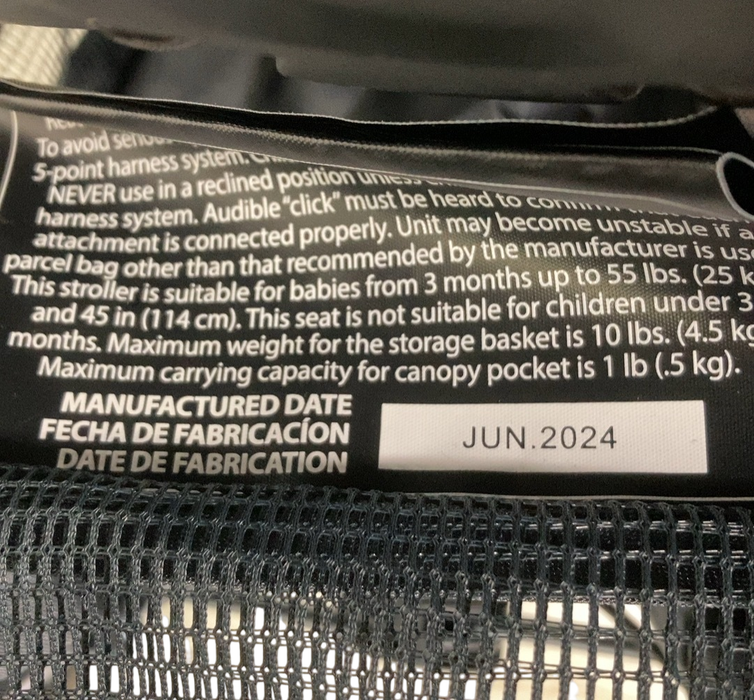 To avoid
5-point harness system.
NEVER use in a reclined position unless
harness system. Audible "click" must be heard to
attachment is connected properly. Unit may become unstable if a
parcel bag other than that recommended by the manufacturer is
This stroller is suitable for babies from 3 months up to 55 lbs. (25
and 45 in (114 cm). This seat is not suitable for children under 3
months. Maximum weight for the storage basket is 10 lbs. (4.5 kg
Maximum carrying capacity for canopy pocket is 1 lb (.5 kg).
MANUFACTURED DATE
FECHA DE FABRICACÍON
DATE DE FABRICATION
JUN.2024